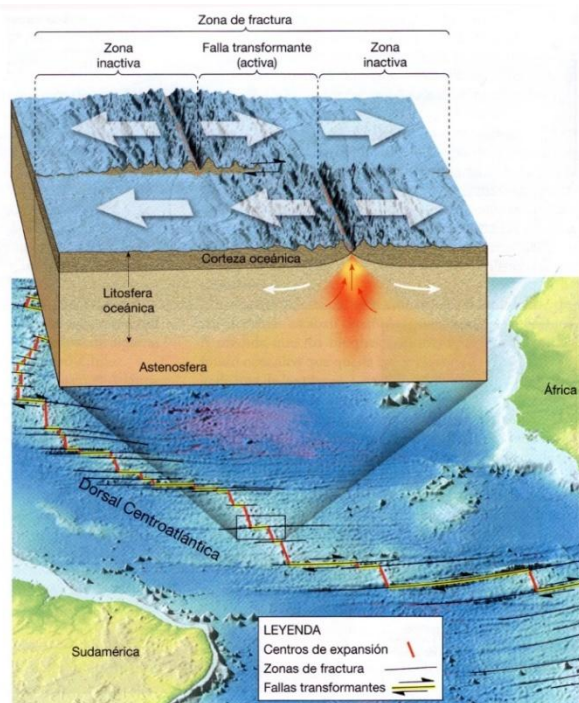 Zona de fractura
Zona
inactiva
Falla transformante
(activa)
Zona
inactiva
Corteza oceánica
Litosfera
oceánica
Astenosfera
África
Dorsal Centroatlántica
Sudamérica
LEYENDA
Centros de expansión
Zonas de fractura
Fallas transformantes